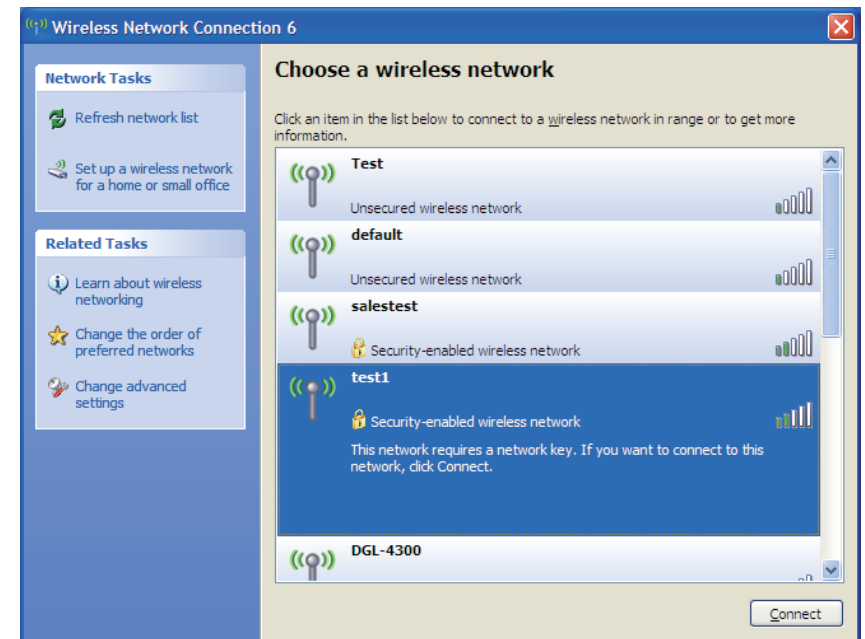 Wireless Network Connection 6
Network Tasks
Refresh network list
Set up a wireless network
for a home or small office
Related Tasks
Learn about wireless
networking
Change the order of
preferred networks
Change advanced
settings
Choose a wireless network
Click an item in the list below to connect to a wireless network in range or to get more
information.
Test
Unsecured wireless network
default
Unsecured wireless network
salestest
Security-enabled wireless network
test1
Security-enabled wireless network
This network requires a network key. If you want to connect to this
network, click Connect.
DGL-4300
Connect